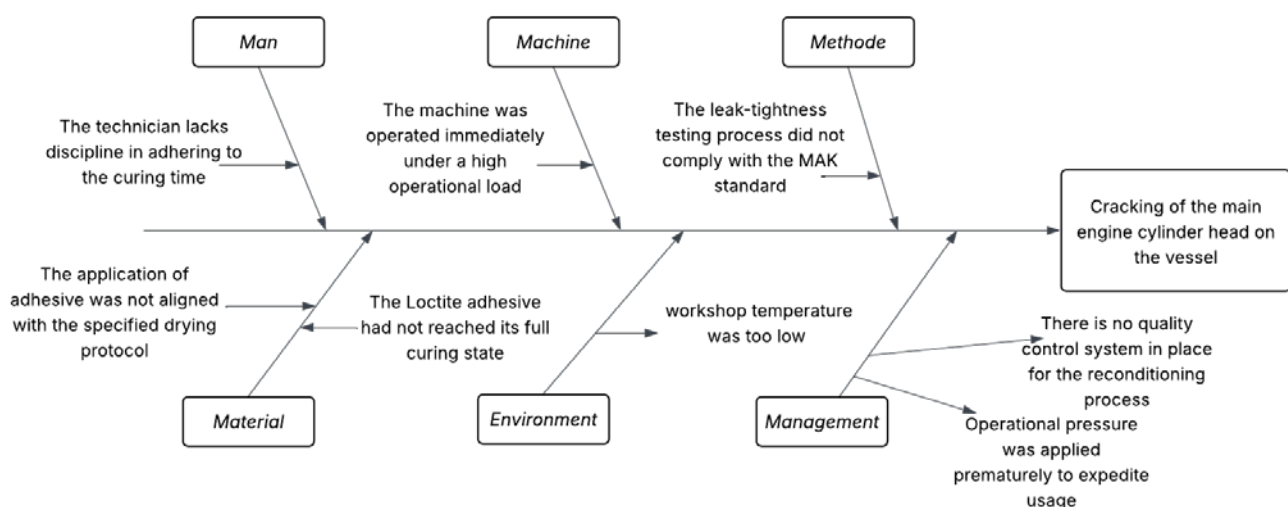 Man
Machine
Methode
The technician lacks
discipline in adhering to
the curing time
The machine was
operated immediately
under a high
operational load
The leak-tightness
testing process did not
comply with the MAK
standard
Cracking of the main
engine cylinder head on
the vessel
The application of
adhesive was not aligned
with the specified drying
protocol
The Loctite adhesive
had not reached its full
curing state
workshop temperature
was too low
There is no quality
control system in place
for the reconditioning
process
Operational pressure
was applied
prematurely to expedite
usage
Material
Environment
Management